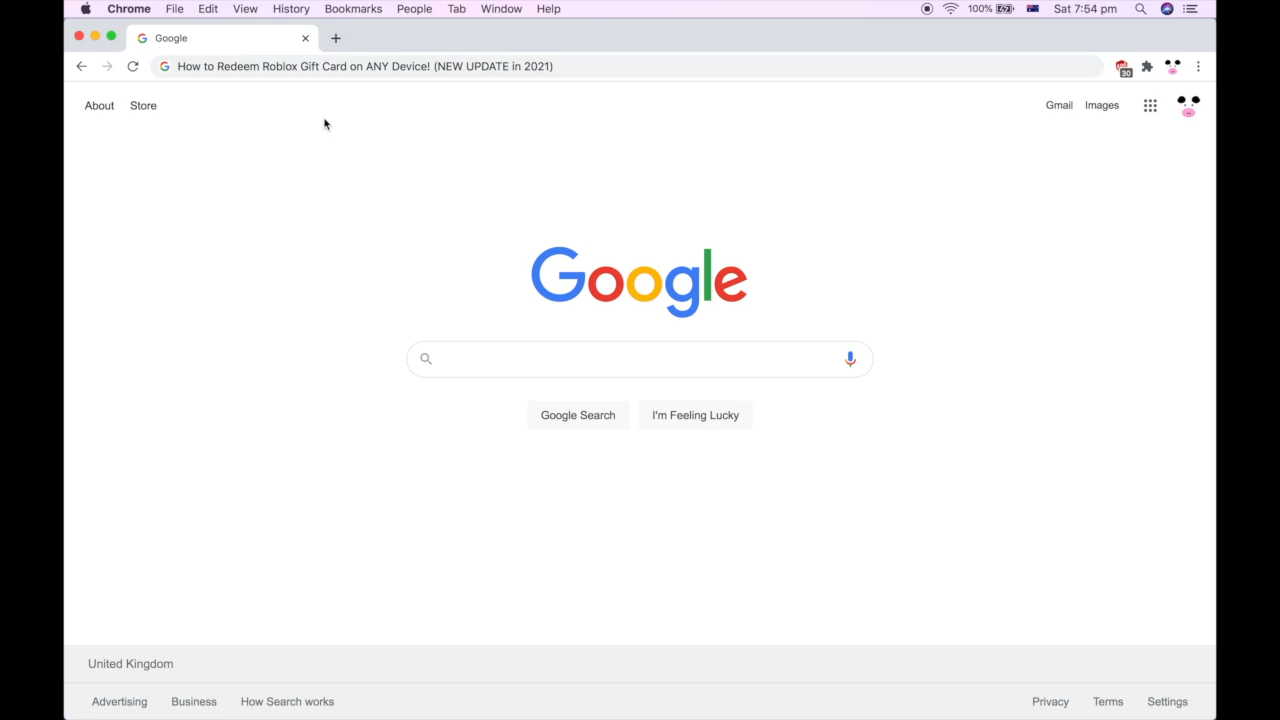 Chrome File Edit View History Bookmarks People Tab Window Help 100% Sat 7:54 pm
Google
How to Redeem Roblox Gift Card on ANY Device! (NEW UPDATE in 2021) 30
About Store Gmail Images
Google
Google Search I'm Feeling Lucky
United Kingdom
Advertising Business How Search works Privacy Terms Settings